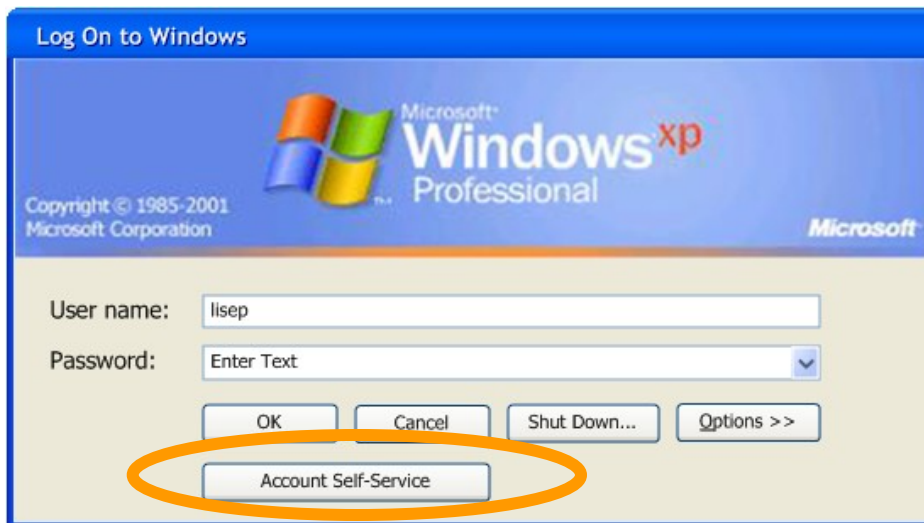 Log On to Windows
Microsoft®
Windows xp
Professional
Copyright © 1985-2001
Microsoft Corporation
Microsoft
User name:
lisep
Password:
Enter Text
OK
Cancel
Shut Down...
Options >>
Account Self-Service